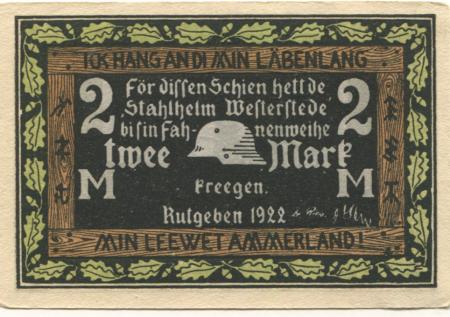 ICK HANG AN DI MIN LÄBENLANG
2 För dissen Schien hett de 2
'Stahlhelm Westerstede'
bi sin Fahnenweihe
M twee Mark M
kreegen.
Rutgeben 1922
MIN LEEWET AMMERLAND!